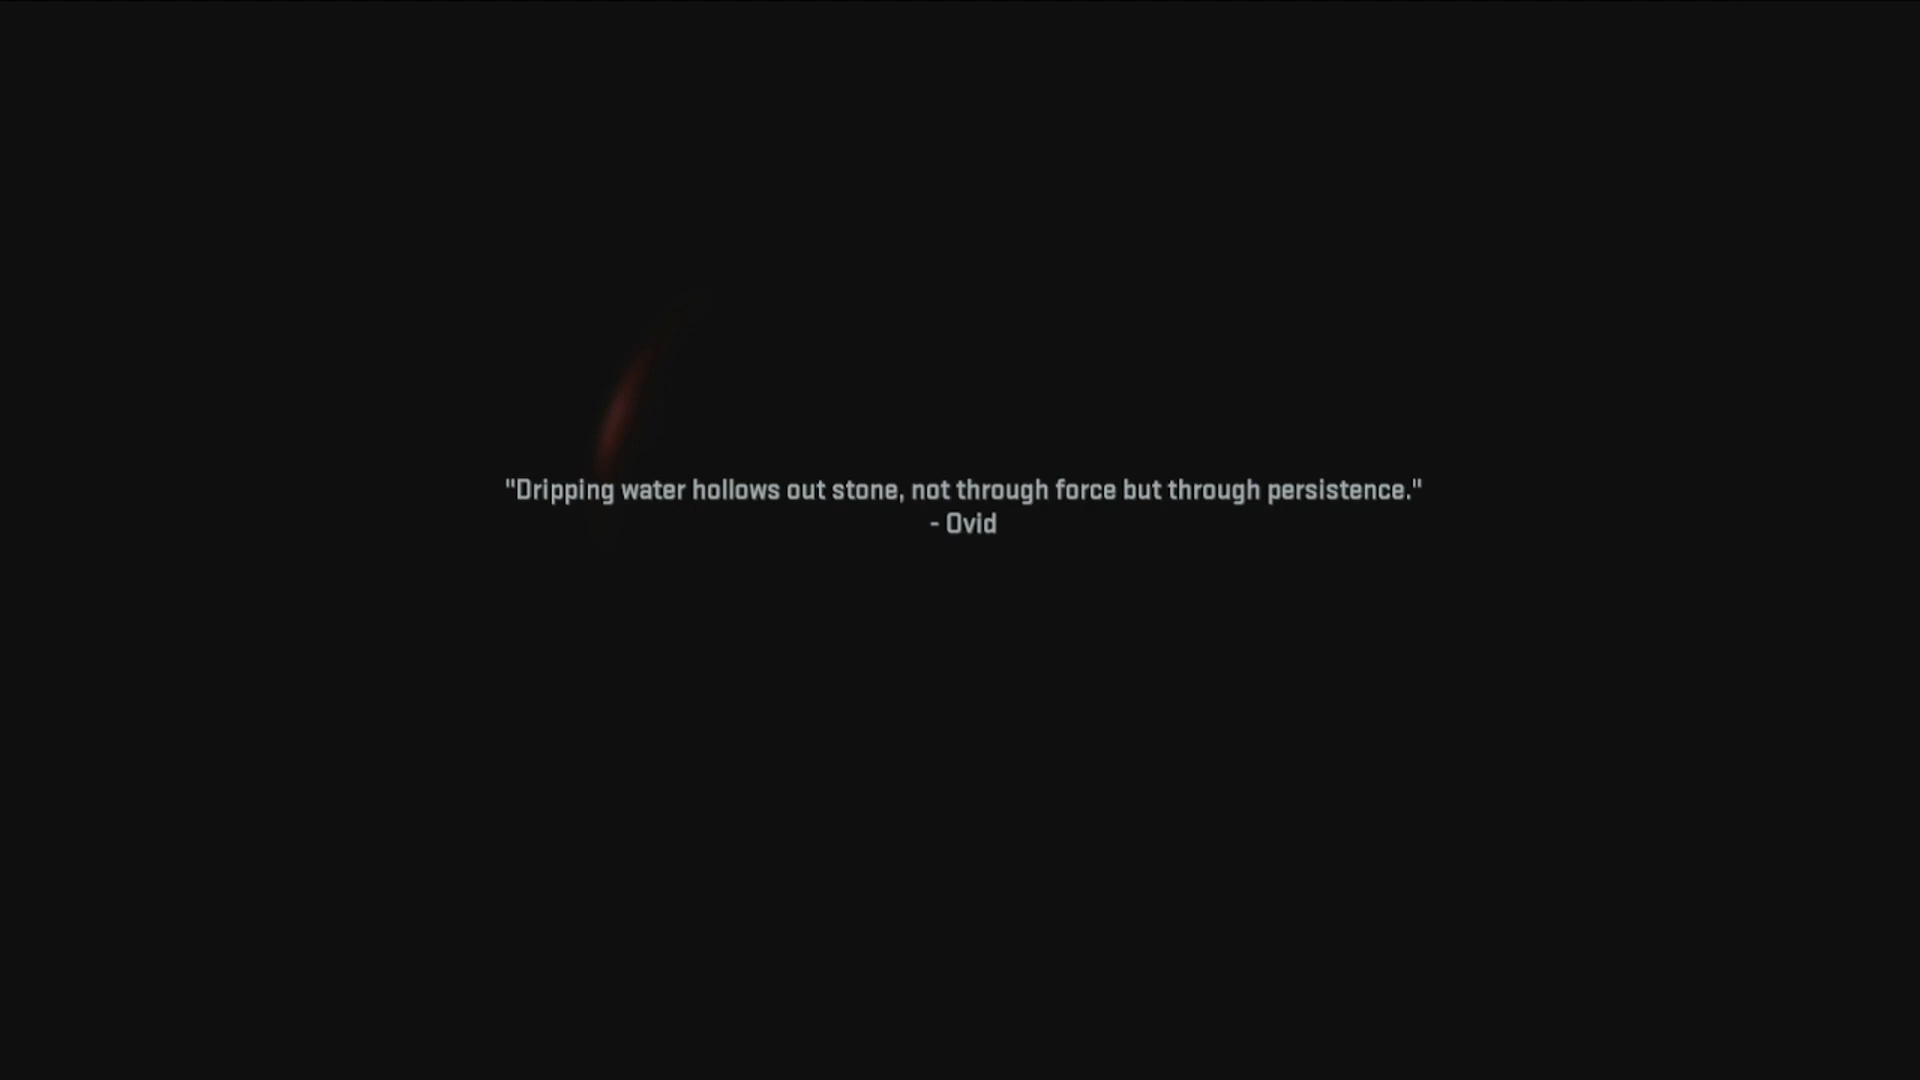 "Dripping water hollows out stone, not through force but through persistence."
- Ovid